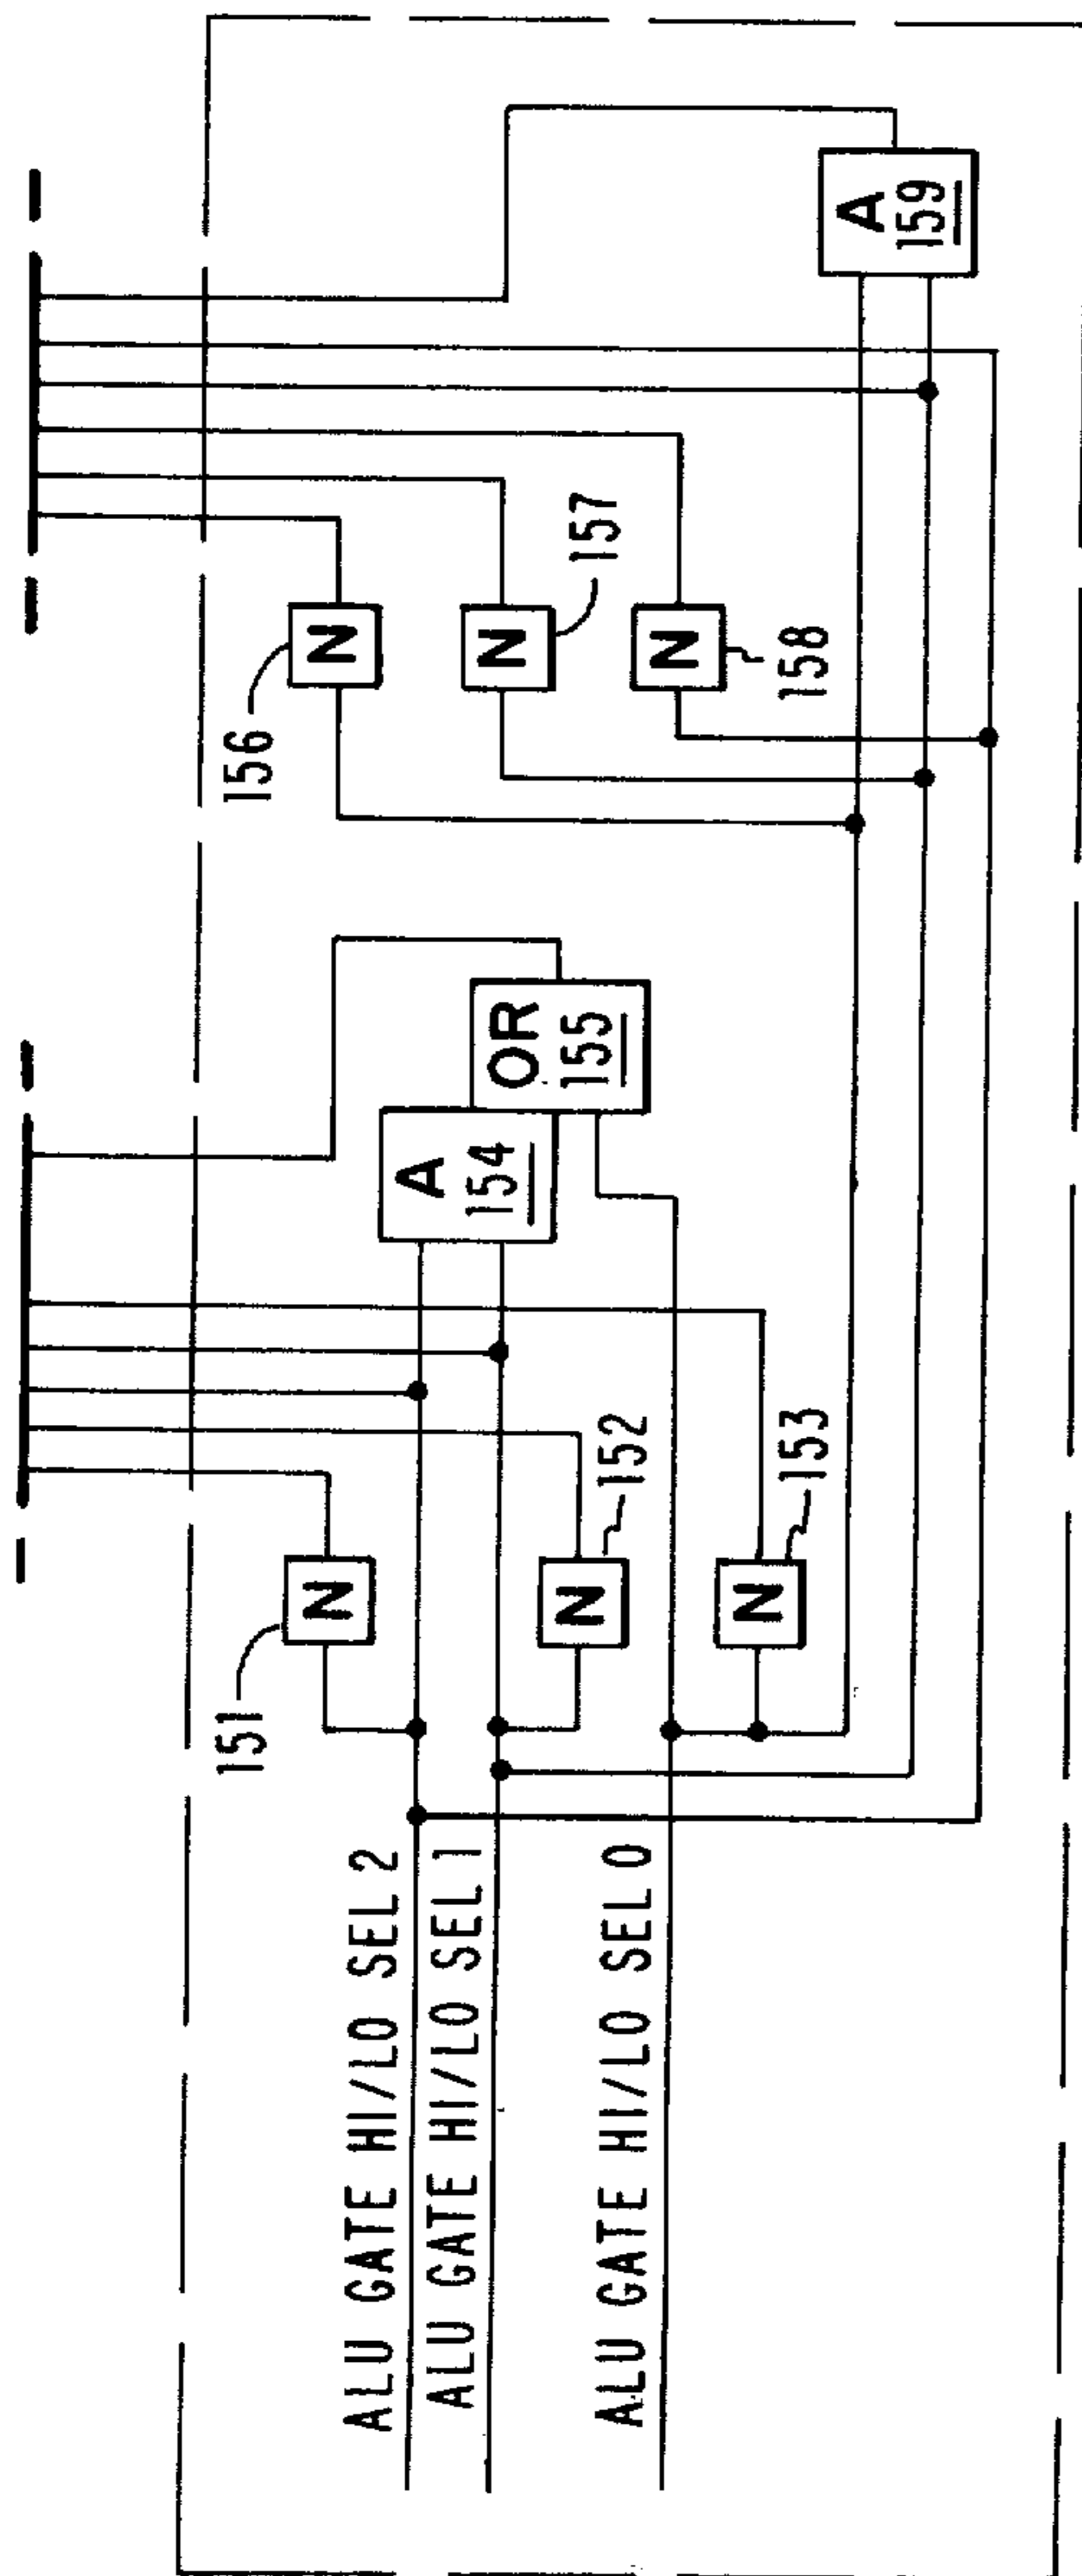 151
N
N
152
N
153
A
154
OR
155
156
N
N
157
N
158
A
159
ALU GATE HI/LO SEL 2
ALU GATE HI/LO SEL 1
ALU GATE HI/LO SEL 0